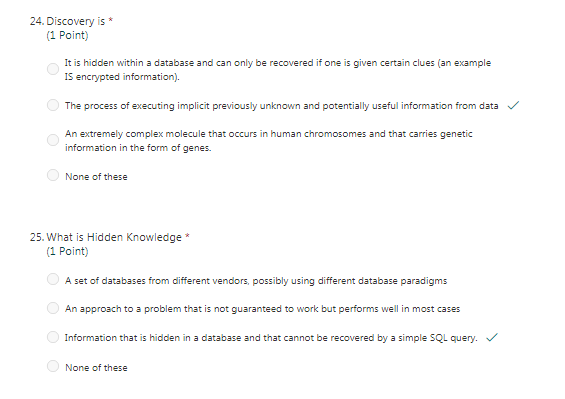 24. Discovery is *
(1 Point)
It is hidden within a database and can only be recovered if one is given certain clues (an example
IS encrypted information).
The process of executing implicit previously unknown and potentially useful information from data
An extremely complex molecule that occurs in human chromosomes and that carries genetic
information in the form of genes.
None of these
25. What is Hidden Knowledge *
(1 Point)
A set of databases from different vendors, possibly using different database paradigms
An approach to a problem that is not guaranteed to work but performs well in most cases
Information that is hidden in a database and that cannot be recovered by a simple SQL query.
None of these